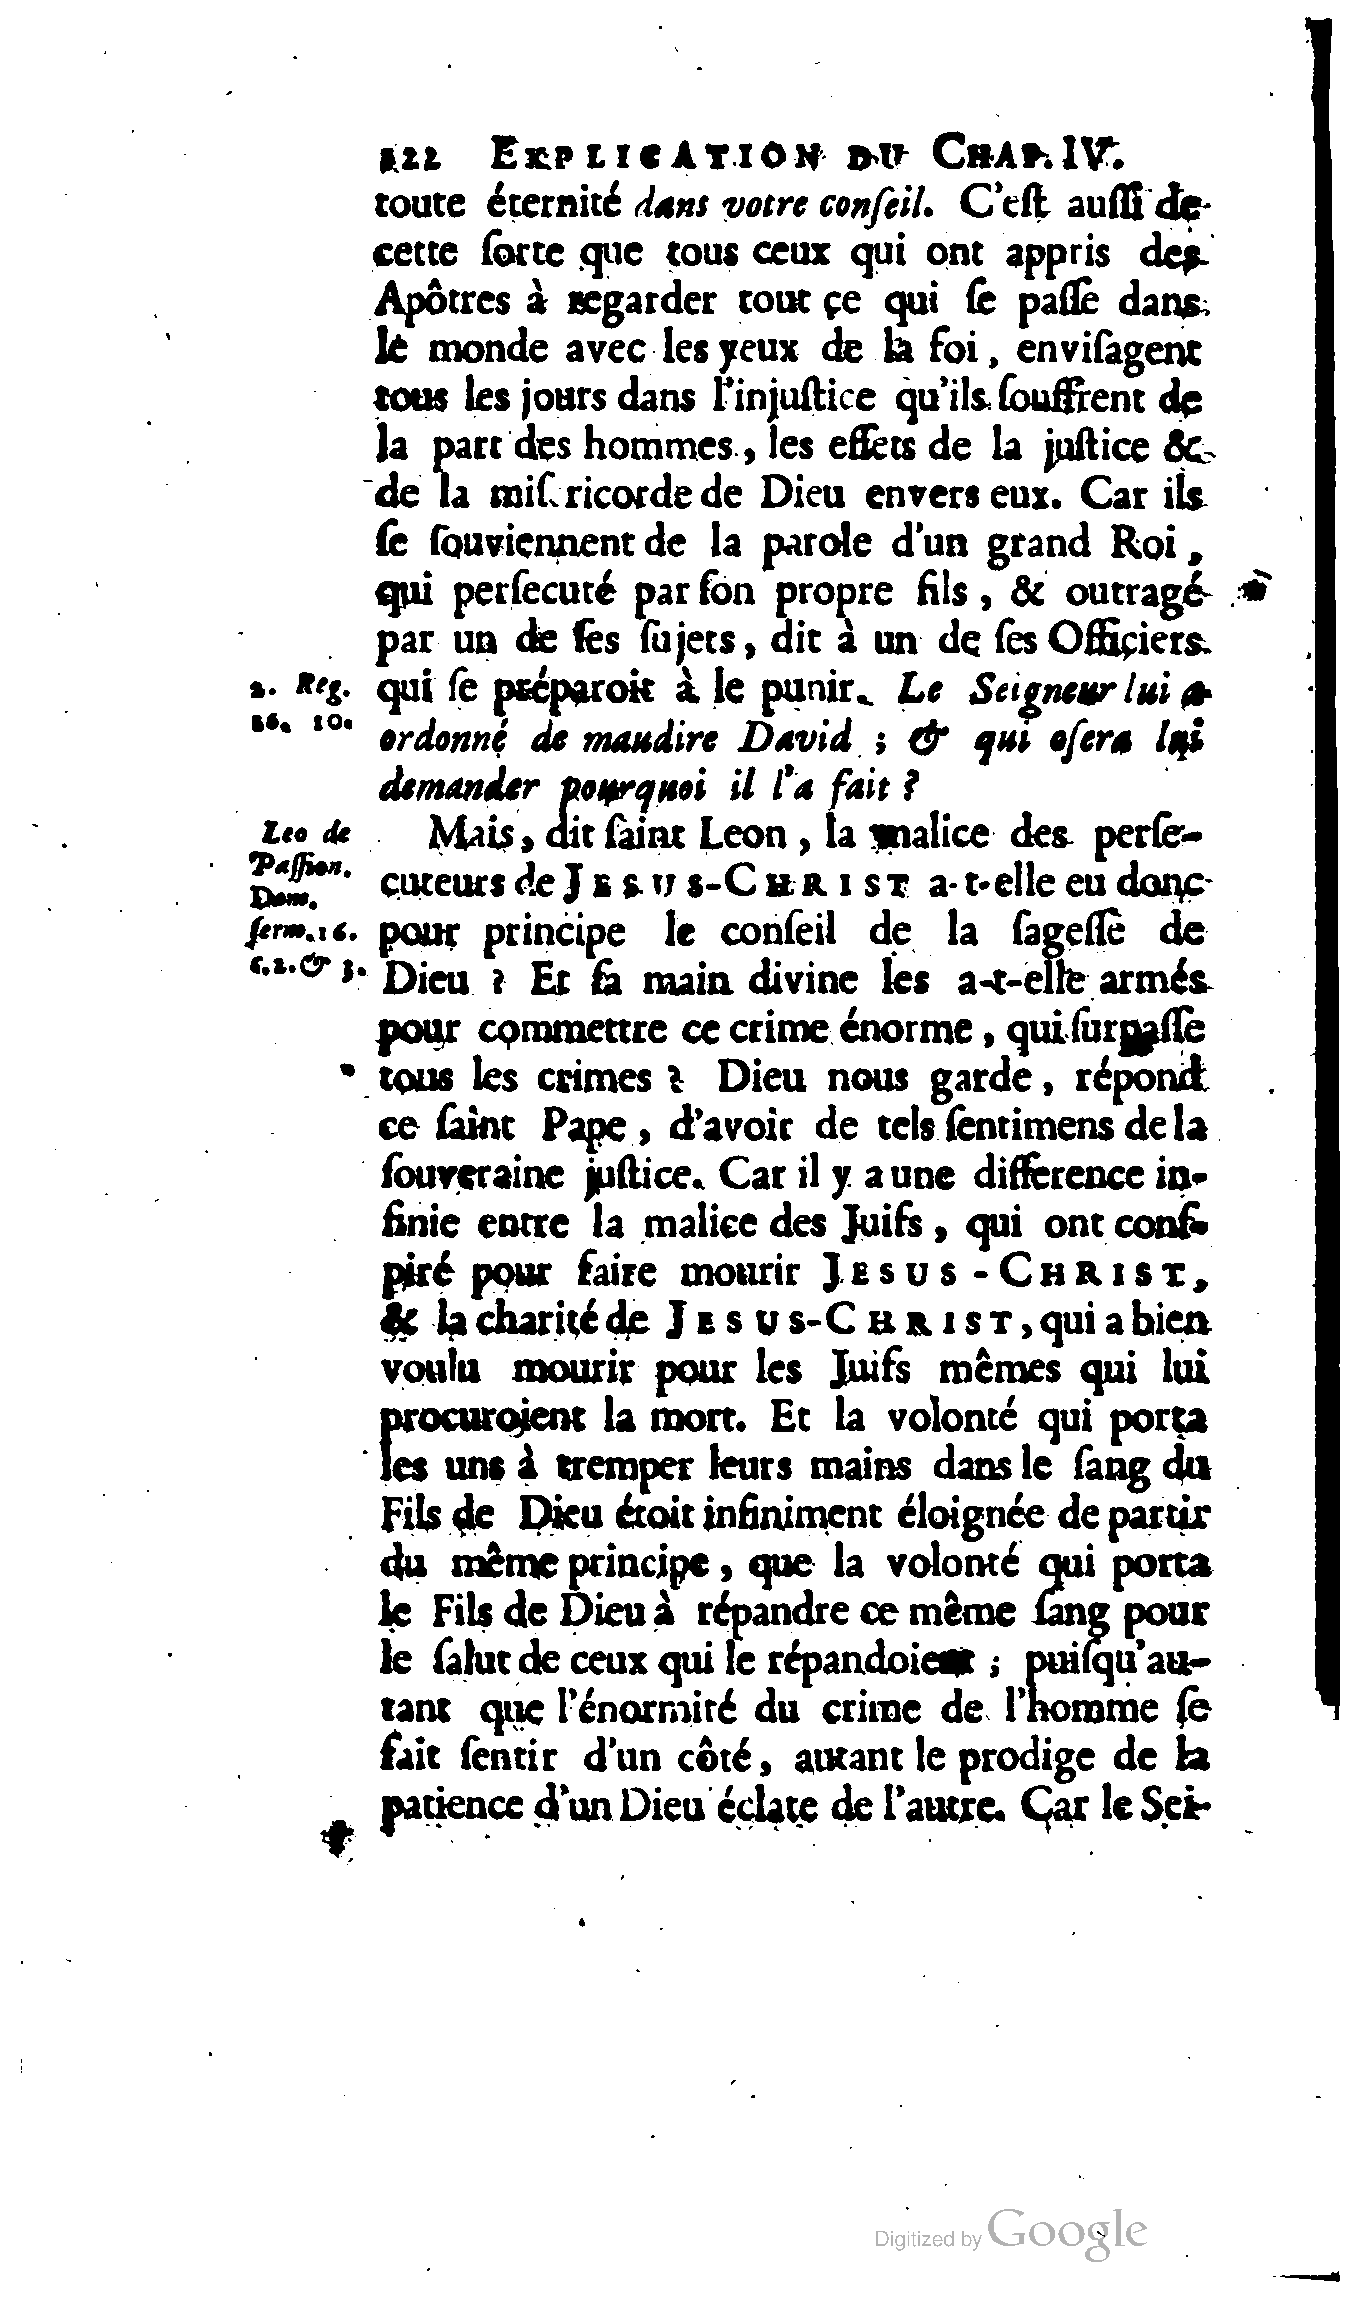 122 EXPLICATION DU CHAP. IV.
toute éternité dans votre conſeil. C'eſt auſſi de
cette ſorte que tous ceux qui ont appris des
Apôtres à regarder tout ce qui ſe paſſe dans
le monde avec les yeux de la foi, enviſagent
tous les jours dans l'injuſtice qu'ils ſouffrent de
la part des hommes, les effets de la juſtice &
de la miſericorde de Dieu envers eux. Car ils
ſe ſouviennent de la parole d'un grand Roi,
qui perſecuté par ſon propre fils, & outragé
par un de ſes ſujets, dit à un de ſes Officiers
2. Reg. qui ſe préparoit à le punir. Le Seigneur lui a
16. 10. ordonné de maudire David ; & qui oſera lui
demander pourquoi il l'a fait ?
Leo de Mais, dit ſaint Leon, la malice des perſe-
Paſſion.
Dom. cuteurs de JESUS-CHRIST a-t-elle eu donc
ſerm. 16. pour principe le conſeil de la ſageſſe de
c. 2. & 3. Dieu ? Et ſa main divine les a-t-elle armés
pour commettre ce crime énorme, qui ſurpaſſe
tous les crimes ? Dieu nous garde, répond
ce ſaint Pape, d'avoir de tels ſentimens de la
ſouveraine juſtice. Car il y a une difference in-
finie entre la malice des Juifs, qui ont conſ-
piré pour faire mourir JESUS-CHRIST,
& la charité de JESUS-CHRIST, qui a bien
voulu mourir pour les Juifs mêmes qui lui
procuroient la mort. Et la volonté qui porta
les uns à tremper leurs mains dans le ſang du
Fils de Dieu étoit infiniment éloignée de partir
du même principe, que la volonté qui porta
le Fils de Dieu à répandre ce même ſang pour
le ſalut de ceux qui le répandoient ; puiſqu'au-
tant que l'énormité du crime de l'homme ſe
fait ſentir d'un côté, autant le prodige de la
patience d'un Dieu éclate de l'autre. Car le Sei-
Digitized by Google